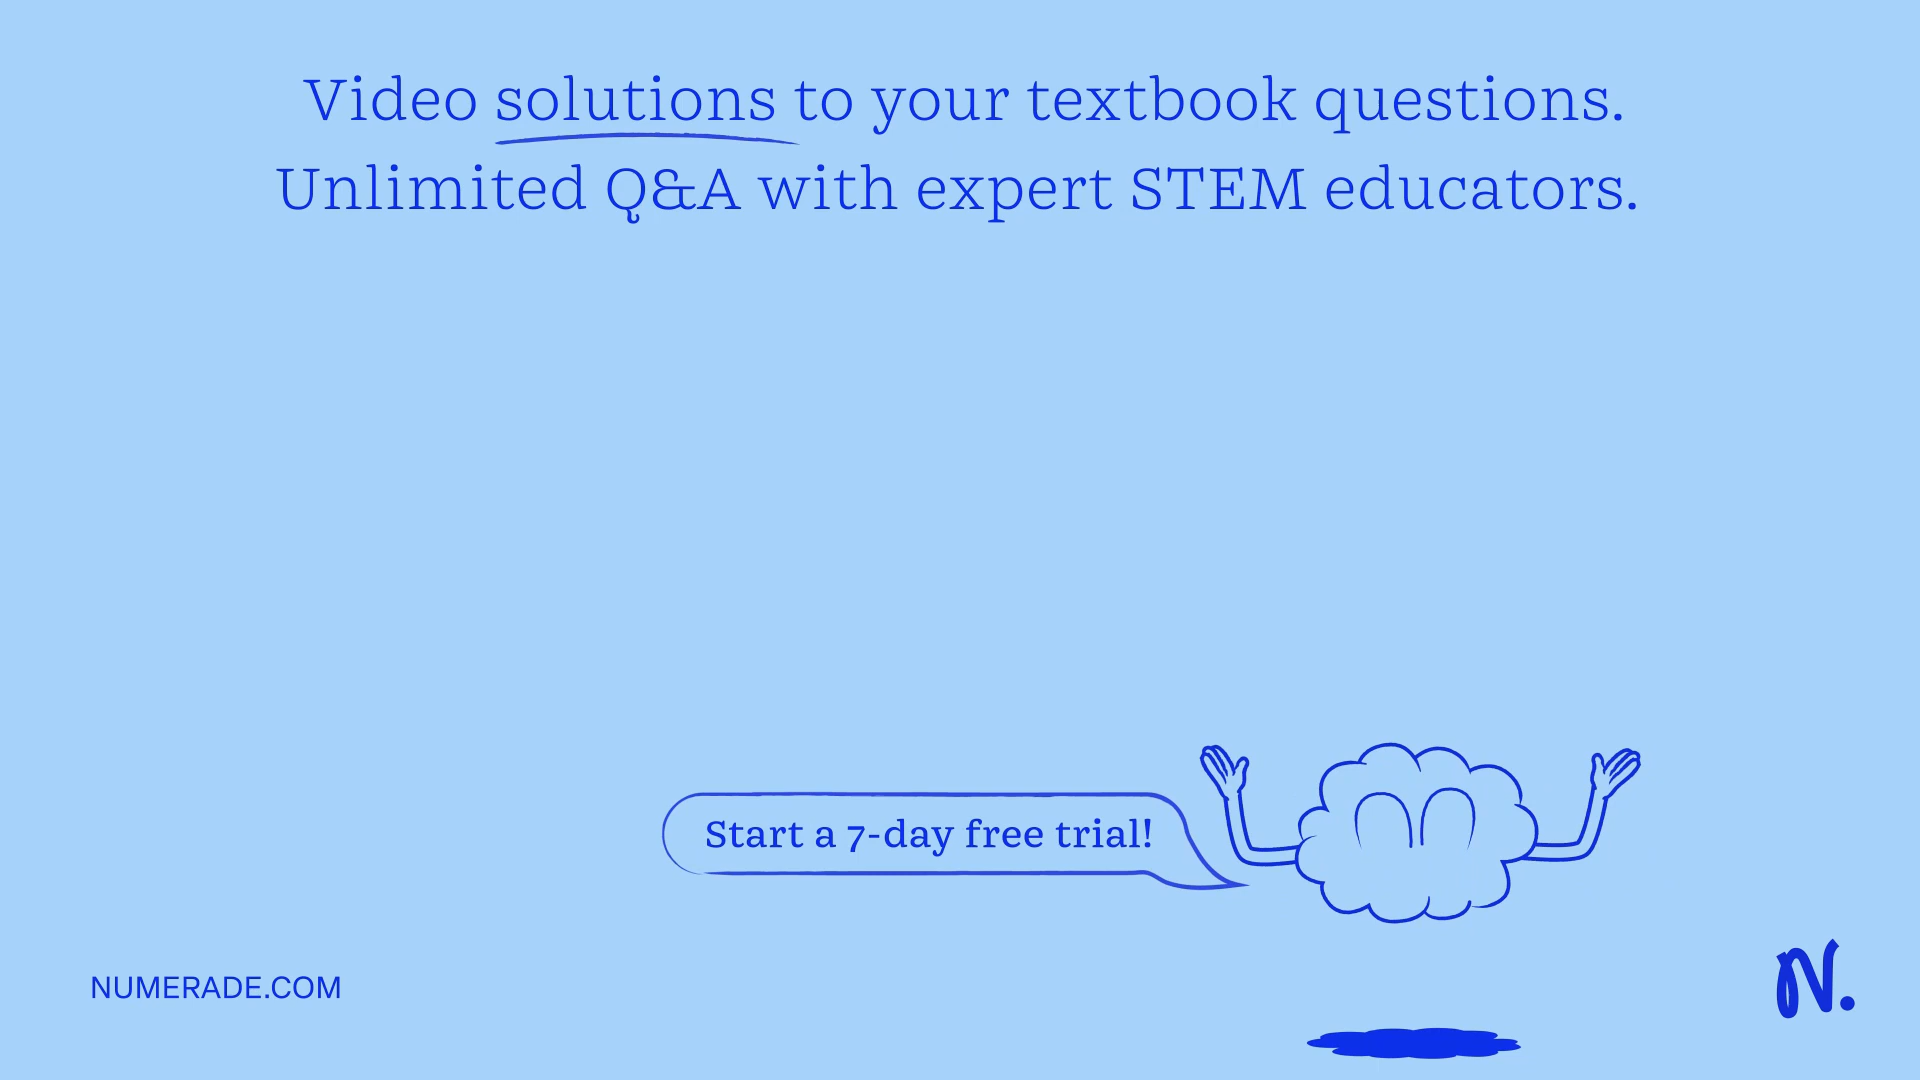 Video solutions to your textbook questions.
Unlimited Q&A with expert STEM educators.
Start a 7-day free trial!
NUMERADE.COM
N.